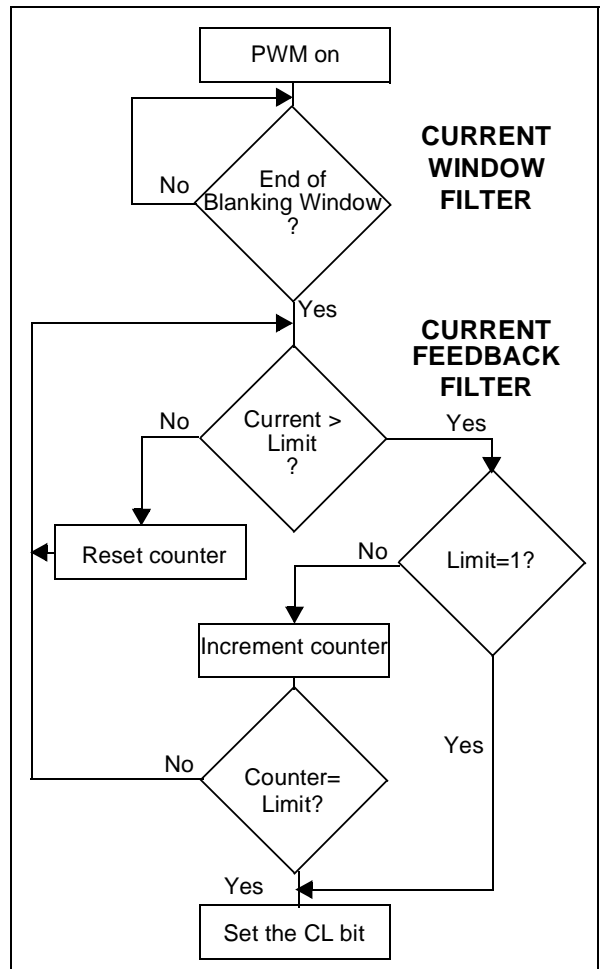 PWM on
CURRENT
WINDOW
FILTER
No
End of
Blanking Window
?
Yes
CURRENT
FEEDBACK
FILTER
No
Current >
Limit
?
Yes
Reset counter
No
Limit=1?
Increment counter
Yes
No
Counter=
Limit?
Yes
Set the CL bit